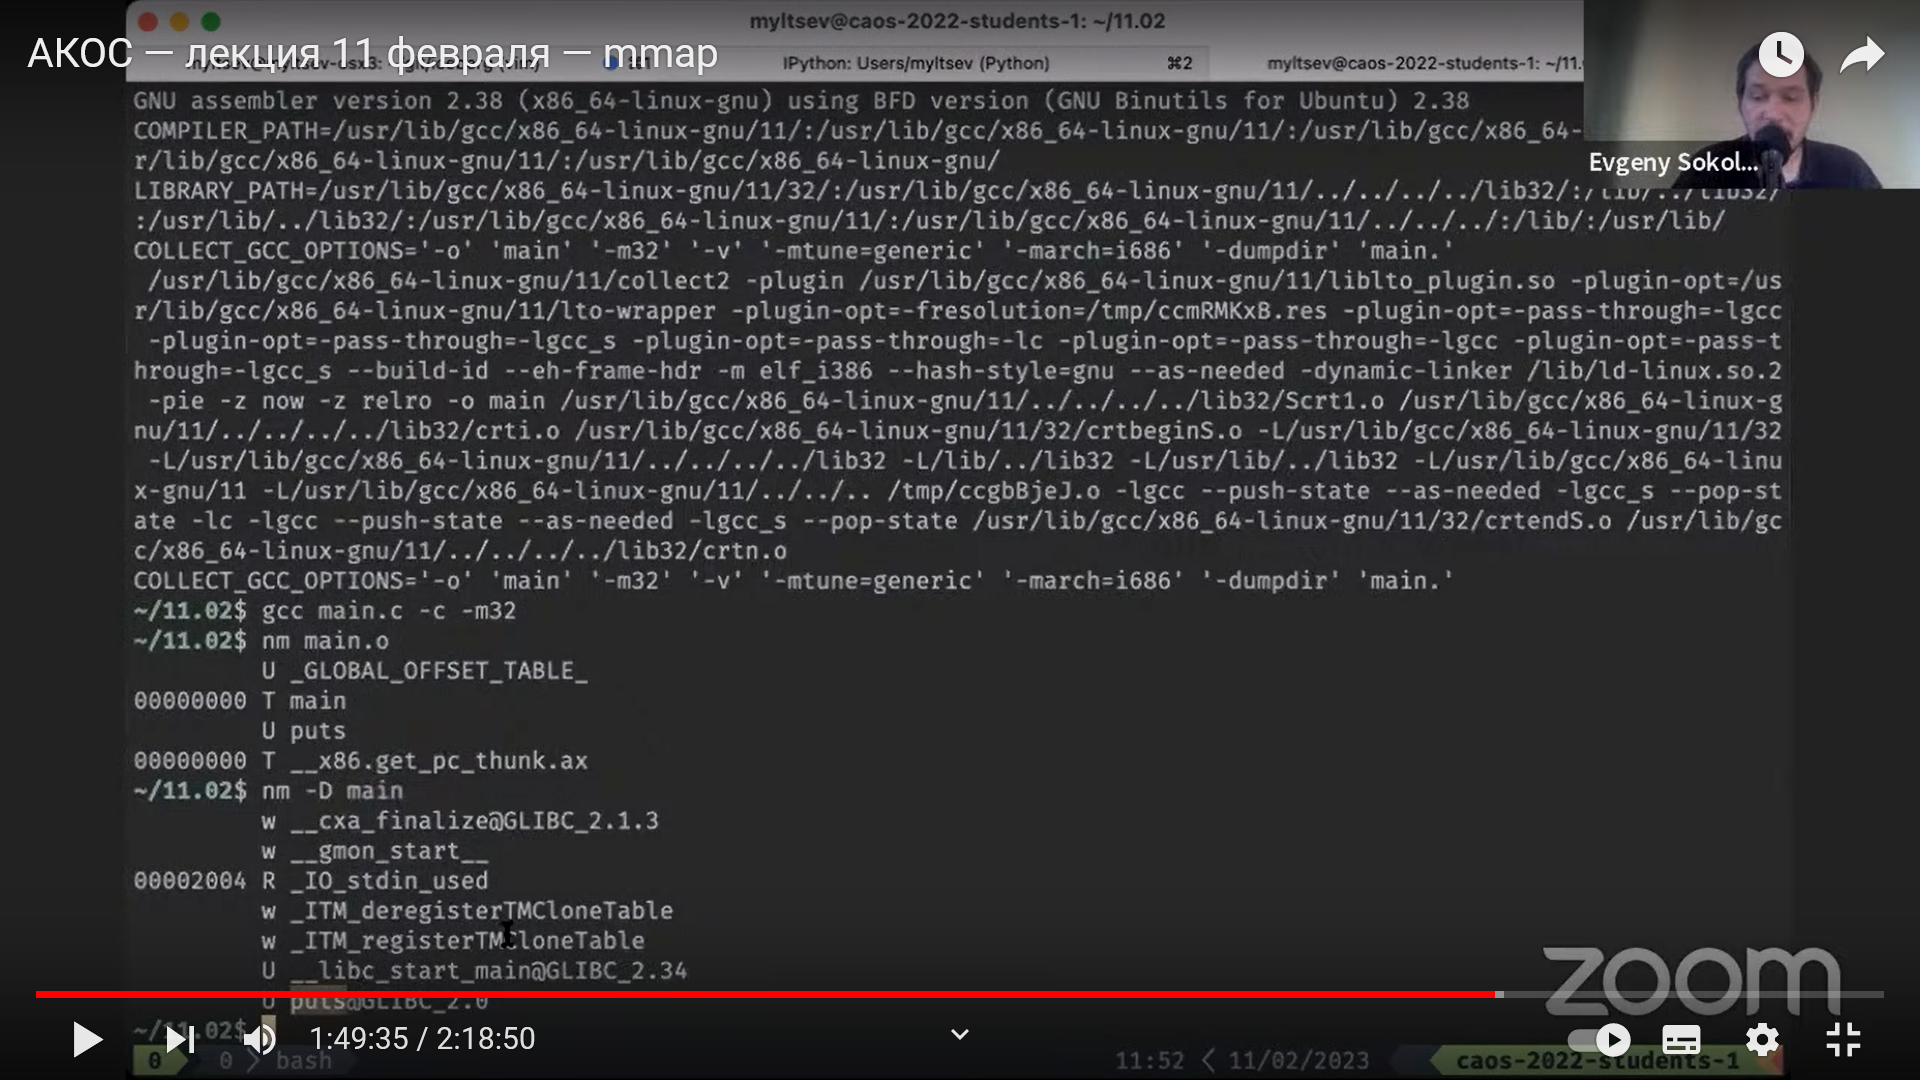 myltsev@caos-2022-students-1: ~/11.02
АКОС — лекция 11 февраля — mmap
IPython: Users/myltsev (Python) ⌘2 myltsev@caos-2022-students-1: ~/11.
GNU assembler version 2.38 (x86_64-linux-gnu) using BFD version (GNU Binutils for Ubuntu) 2.38
COMPILER_PATH=/usr/lib/gcc/x86_64-linux-gnu/11/:/usr/lib/gcc/x86_64-linux-gnu/11/:/usr/lib/gcc/x86_64-
r/lib/gcc/x86_64-linux-gnu/11/:/usr/lib/gcc/x86_64-linux-gnu/
Evgeny Sokol...
LIBRARY_PATH=/usr/lib/gcc/x86_64-linux-gnu/11/32/:/usr/lib/gcc/x86_64-linux-gnu/11/../../../../lib32/:/lib/../lib32/
:/usr/lib/../lib32/:/usr/lib/gcc/x86_64-linux-gnu/11/:/usr/lib/gcc/x86_64-linux-gnu/11/../../../:/lib/:/usr/lib/
COLLECT_GCC_OPTIONS='-o' 'main' '-m32' '-v' '-mtune=generic' '-march=i686' '-dumpdir' 'main.'
/usr/lib/gcc/x86_64-linux-gnu/11/collect2 -plugin /usr/lib/gcc/x86_64-linux-gnu/11/liblto_plugin.so -plugin-opt=/us
r/lib/gcc/x86_64-linux-gnu/11/lto-wrapper -plugin-opt=-fresolution=/tmp/ccmRMKxB.res -plugin-opt=-pass-through=-lgcc
-plugin-opt=-pass-through=-lgcc_s -plugin-opt=-pass-through=-lc -plugin-opt=-pass-through=-lgcc -plugin-opt=-pass-t
hrough=-lgcc_s --build-id --eh-frame-hdr -m elf_i386 --hash-style=gnu --as-needed -dynamic-linker /lib/ld-linux.so.2
-pie -z now -z relro -o main /usr/lib/gcc/x86_64-linux-gnu/11/../../../../lib32/Scrt1.o /usr/lib/gcc/x86_64-linux-g
nu/11/../../../../lib32/crti.o /usr/lib/gcc/x86_64-linux-gnu/11/32/crtbeginS.o -L/usr/lib/gcc/x86_64-linux-gnu/11/32
-L/usr/lib/gcc/x86_64-linux-gnu/11/../../../../lib32 -L/lib/../lib32 -L/usr/lib/../lib32 -L/usr/lib/gcc/x86_64-linu
x-gnu/11 -L/usr/lib/gcc/x86_64-linux-gnu/11/../../.. /tmp/ccgbBjeJ.o -lgcc --push-state --as-needed -lgcc_s --pop-st
ate -lc -lgcc --push-state --as-needed -lgcc_s --pop-state /usr/lib/gcc/x86_64-linux-gnu/11/32/crtendS.o /usr/lib/gc
c/x86_64-linux-gnu/11/../../../../lib32/crtn.o
COLLECT_GCC_OPTIONS='-o' 'main' '-m32' '-v' '-mtune=generic' '-march=i686' '-dumpdir' 'main.'
~/11.02$ gcc main.c -c -m32
~/11.02$ nm main.o
U _GLOBAL_OFFSET_TABLE_
00000000 T main
U puts
00000000 T __x86.get_pc_thunk.ax
~/11.02$ nm -D main
w __cxa_finalize@GLIBC_2.1.3
w __gmon_start__
00002004 R _IO_stdin_used
w _ITM_deregisterTMCloneTable
w _ITM_registerTMCloneTable
U __libc_start_main@GLIBC_2.34
U puts@GLIBC_2.0
zoom
~/11.02$
1:49:35 / 2:18:50
0 0 bash 11:52 11/02/2023 caos-2022-students-1